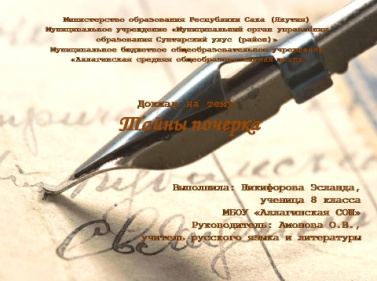 Министерство образования Республики Саха (Якутия)
Муниципальное учреждение «Муниципальный орган управления
образования Сунтарский улус (район)»
Муниципальное бюджетное общеобразовательное учреждение
«Аллагинская средняя общеобразовательная школа»
Доклад на тему
Тайны почерка
Выполнила: Никифорова Эсланда,
ученица 8 класса
МБОУ «Аллагинская СОШ»
Руководитель: Амонова О.В.,
учитель русского языка и литературы